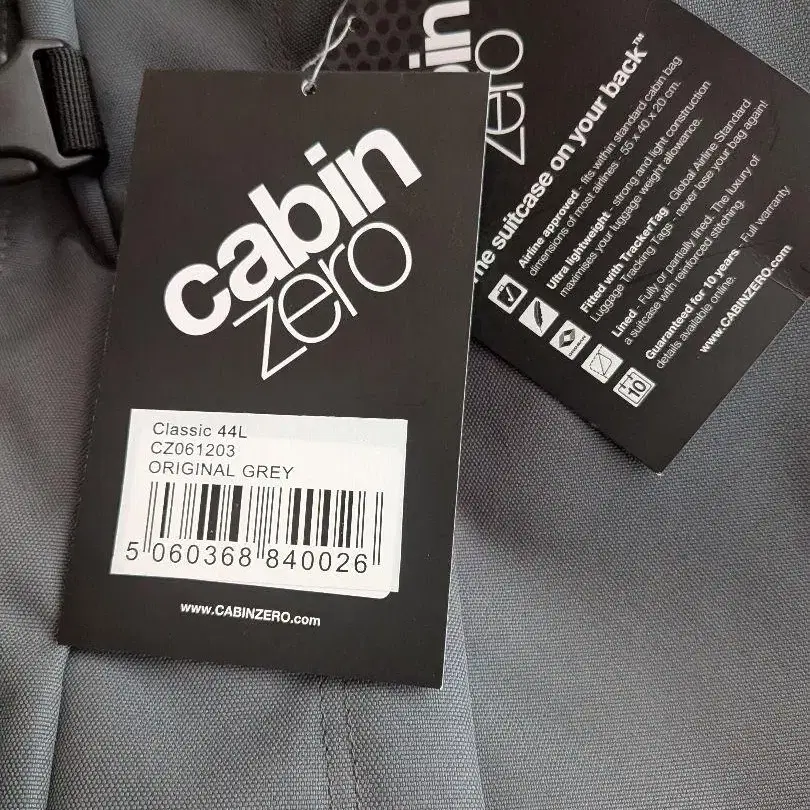 cabin
zero
Classic 44L
CZ061203
ORIGINAL GREY
5 060368 840026
www.CABINZERO.com
in
zero
The suitcase on your back™
Airline approved - fits within standard cabin bag
dimensions of most airlines - 55 x 40 x 20 cm.
Ultra lightweight - strong and light construction
maximises your luggage weight allowance.
Fitted with TrackerTag - Global Airline Standard
Luggage Tracking Tags - never lose your bag again!
Lined - Fully or partially lined. The luxury of
a suitcase with reinforced stitching.
Guaranteed for 10 years - Full warranty
details available online.
10
www.CABINZERO.com